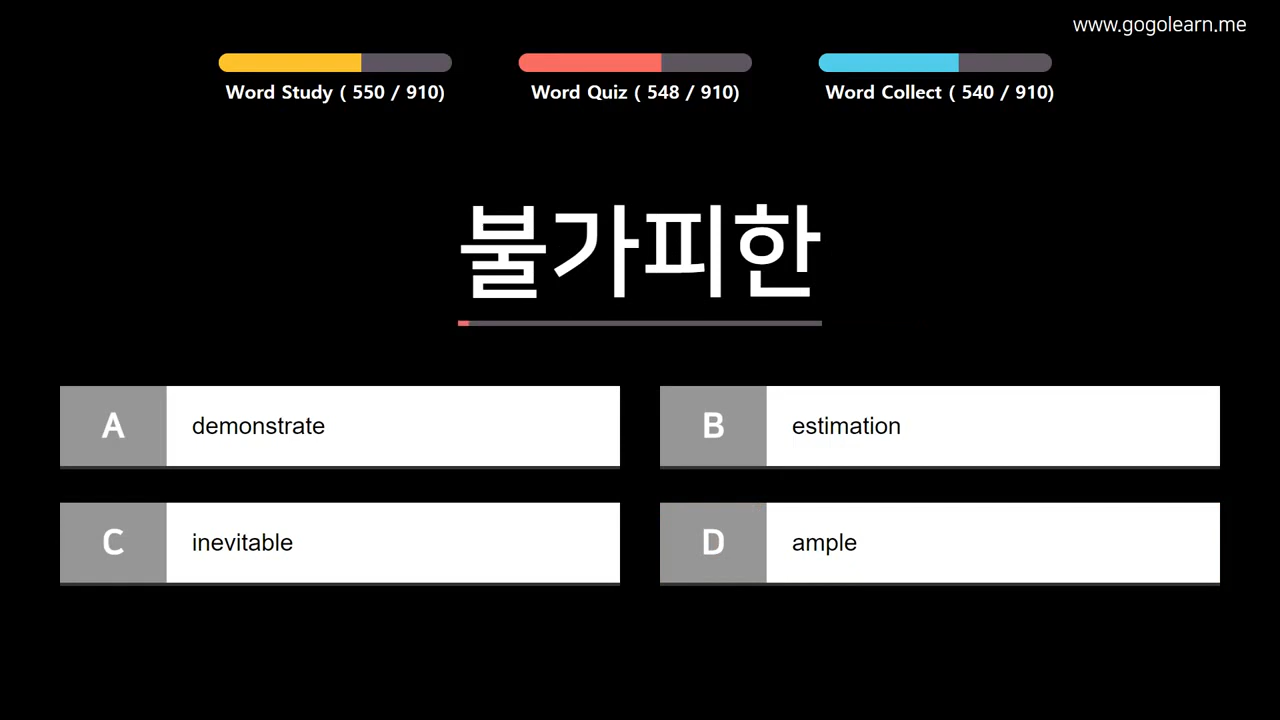 www.gogolearn.me
Word Study ( 550 / 910)
Word Quiz ( 548 / 910)
Word Collect ( 540 / 910)
불가피한
A demonstrate
B estimation
C inevitable
D ample